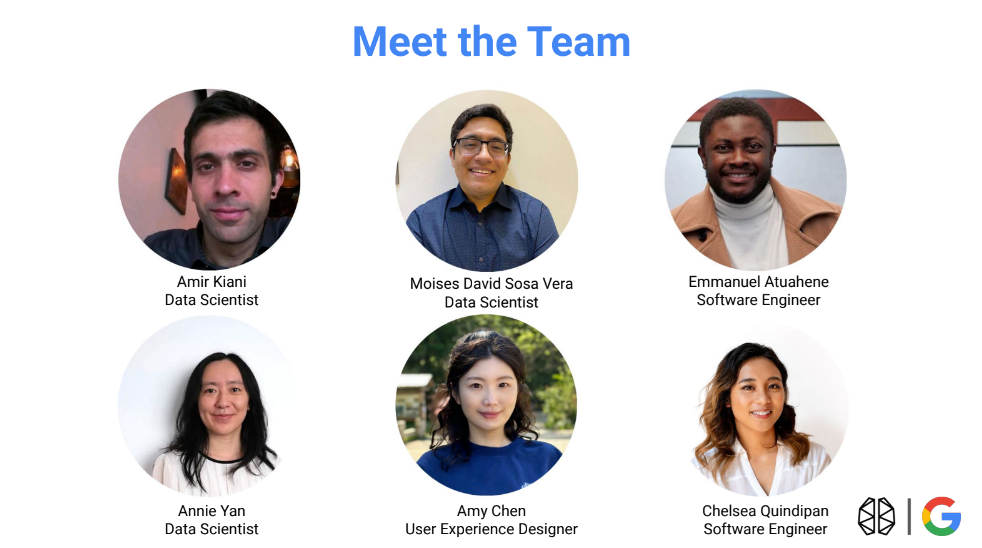 Meet the Team
Amir Kiani
Data Scientist
Moises David Sosa Vera
Data Scientist
Emmanuel Atuahene
Software Engineer
Annie Yan
Data Scientist
Amy Chen
User Experience Designer
Chelsea Quindipan
Software Engineer